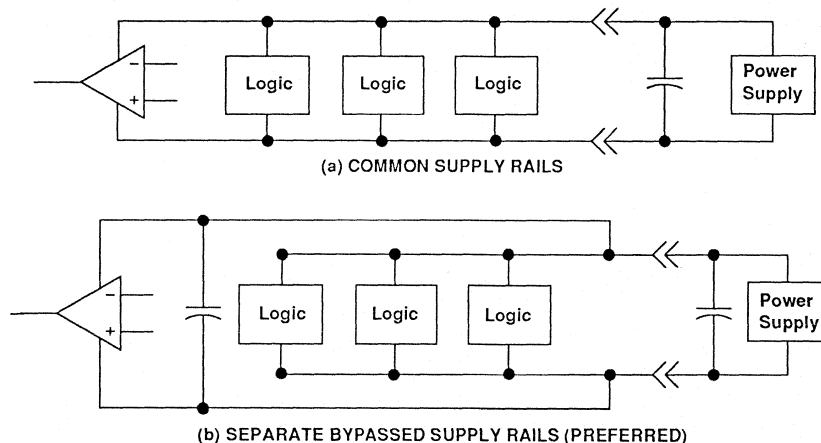 −
+
Logic
Logic
Logic
Power
Supply
(a) COMMON SUPPLY RAILS
−
+
Logic
Logic
Logic
Power
Supply
(b) SEPARATE BYPASSED SUPPLY RAILS (PREFERRED)